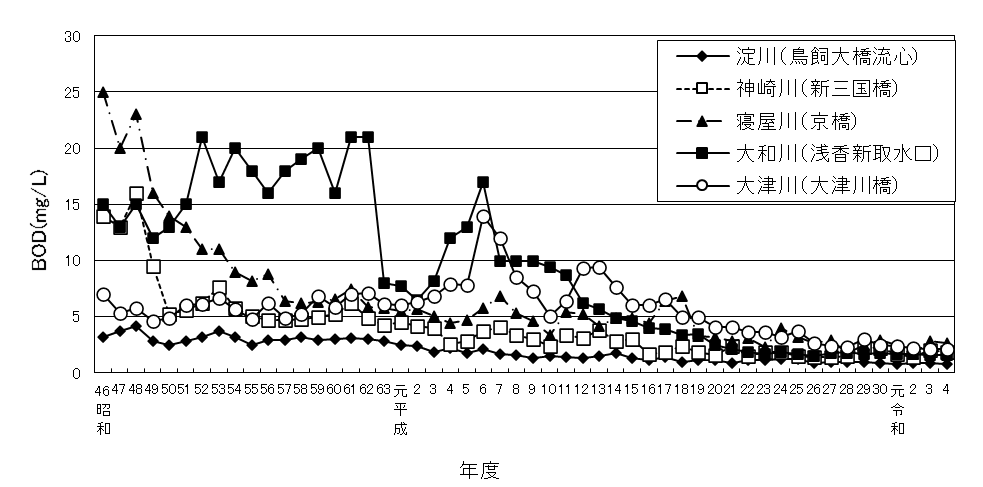 30
淀川(鳥飼大橋流心)
神崎川(新三国橋)
寝屋川(京橋)
大和川(浅香新取水口)
大津川(大津川橋)
25
20
15
10
5
0
BOD(mg/L)
46 47 48 49 50 51 52 53 54 55 56 57 58 59 60 61 62 63 元 2 3 4 5 6 7 8 9 10 11 12 13 14 15 16 17 18 19 20 21 22 23 24 25 26 27 28 29 30 元 2 3 4
昭和 平成 令和
年度